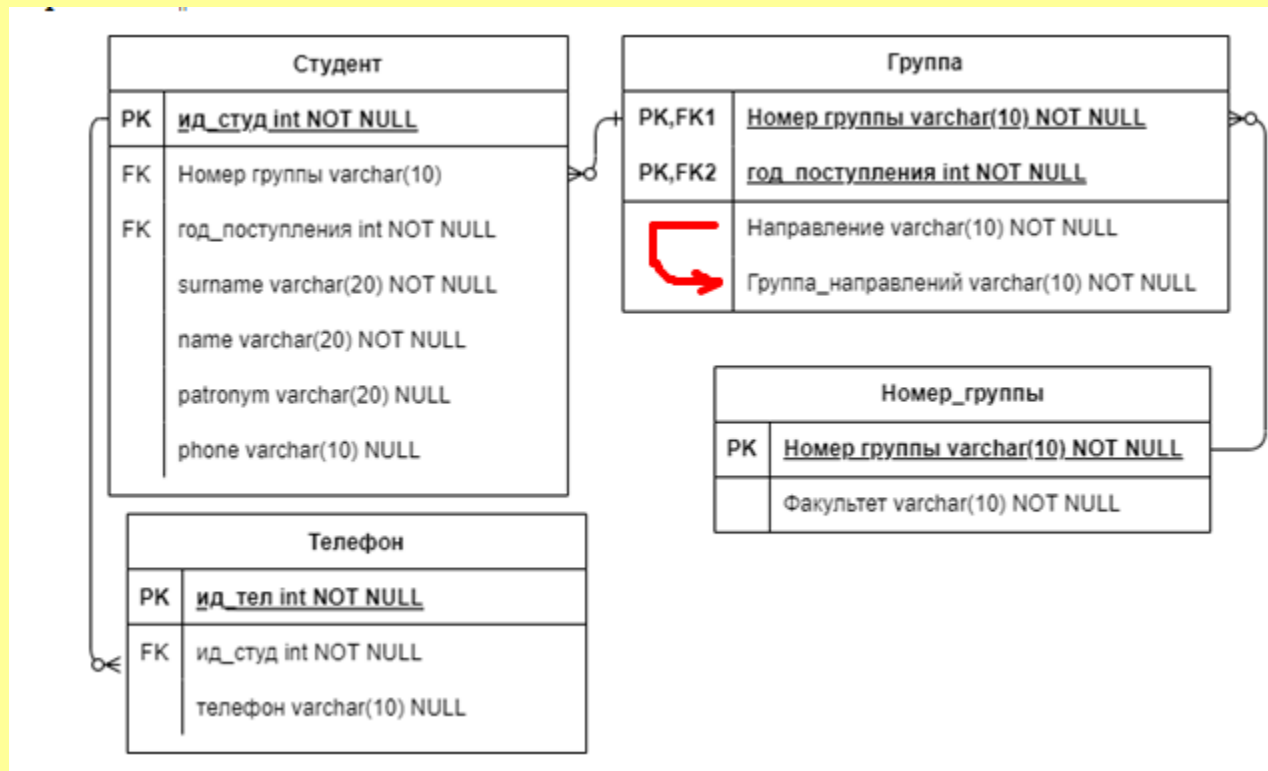 Студент
PK ид_студ int NOT NULL
FK Номер группы varchar(10)
FK год_поступления int NOT NULL
surname varchar(20) NOT NULL
name varchar(20) NOT NULL
patronym varchar(20) NULL
phone varchar(10) NULL
Группа
PK,FK1 Номер группы varchar(10) NOT NULL
PK,FK2 год_поступления int NOT NULL
Направление varchar(10) NOT NULL
Группа_направлений varchar(10) NOT NULL
Номер_группы
PK Номер группы varchar(10) NOT NULL
Факультет varchar(10) NOT NULL
Телефон
PK ид_тел int NOT NULL
FK ид_студ int NOT NULL
телефон varchar(10) NULL